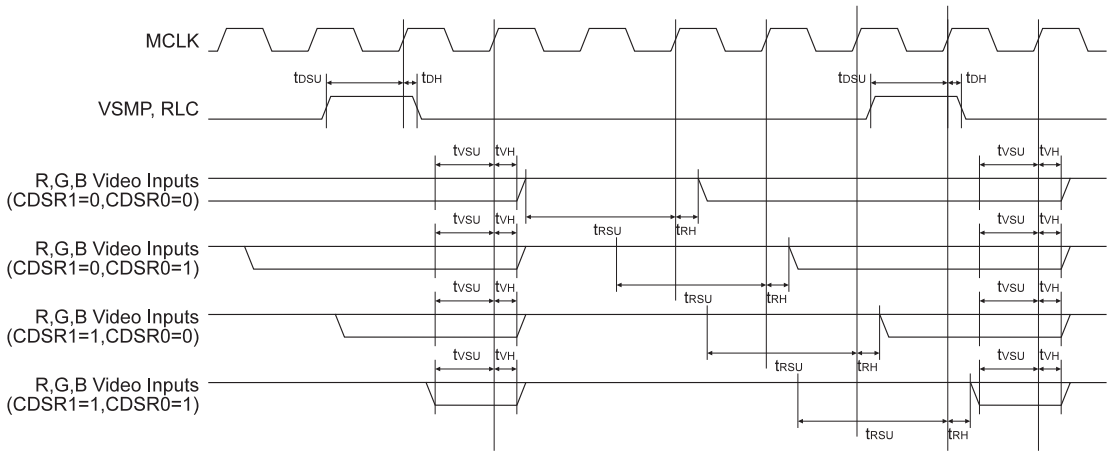 MCLK
tDSU tDH tDSU tDH
VSMP, RLC
tVSU tVH tVSU tVH
R,G,B Video Inputs
(CDSR1=0,CDSR0=0)
tVSU tVH tRSU tRH tVSU tVH
R,G,B Video Inputs
(CDSR1=0,CDSR0=1)
tVSU tVH tRSU tRH tVSU tVH
R,G,B Video Inputs
(CDSR1=1,CDSR0=0)
tVSU tVH tRSU tRH tVSU tVH
R,G,B Video Inputs
(CDSR1=1,CDSR0=1)
tRSU tRH